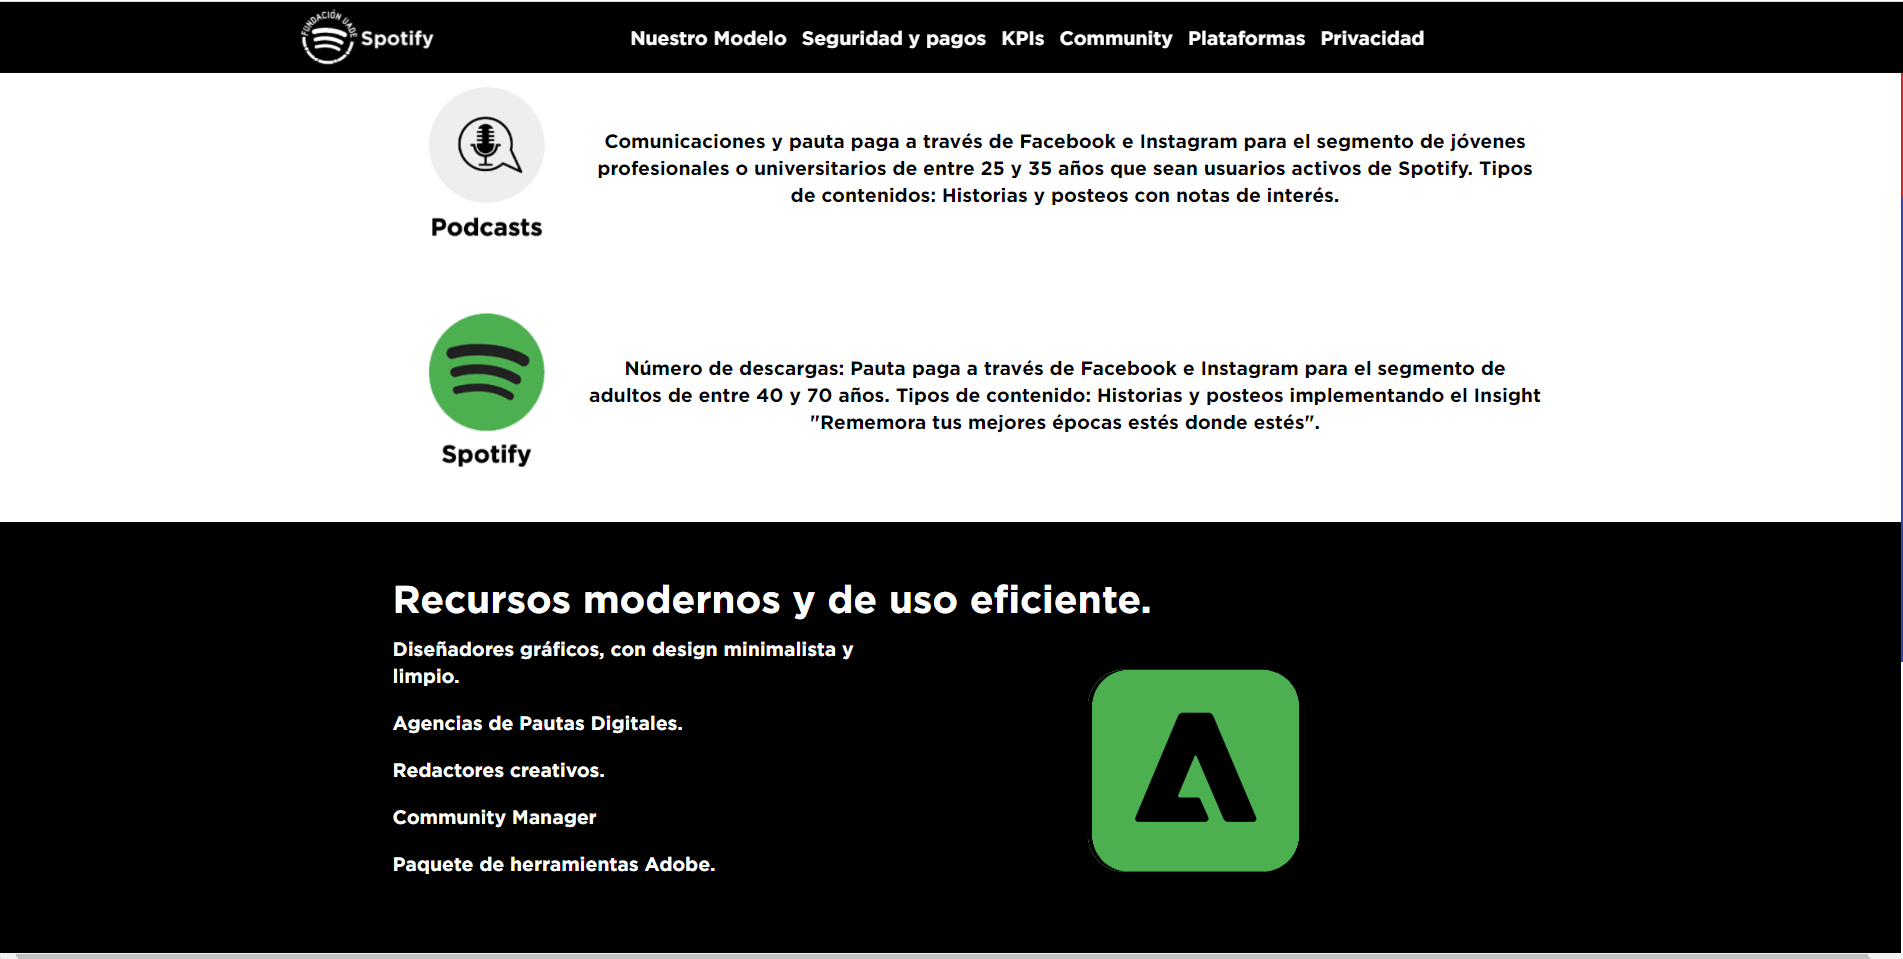 FUNDACIÓN UADE
Spotify
Nuestro Modelo Seguridad y pagos KPIs Community Plataformas Privacidad
Podcasts
Comunicaciones y pauta paga a través de Facebook e Instagram para el segmento de jóvenes
profesionales o universitarios de entre 25 y 35 años que sean usuarios activos de Spotify. Tipos
de contenidos: Historias y posteos con notas de interés.
Spotify
Número de descargas: Pauta paga a través de Facebook e Instagram para el segmento de
adultos de entre 40 y 70 años. Tipos de contenido: Historias y posteos implementando el Insight
"Rememora tus mejores épocas estés donde estés".
Recursos modernos y de uso eficiente.
Diseñadores gráficos, con design minimalista y
limpio.
Agencias de Pautas Digitales.
Redactores creativos.
Community Manager
Paquete de herramientas Adobe.